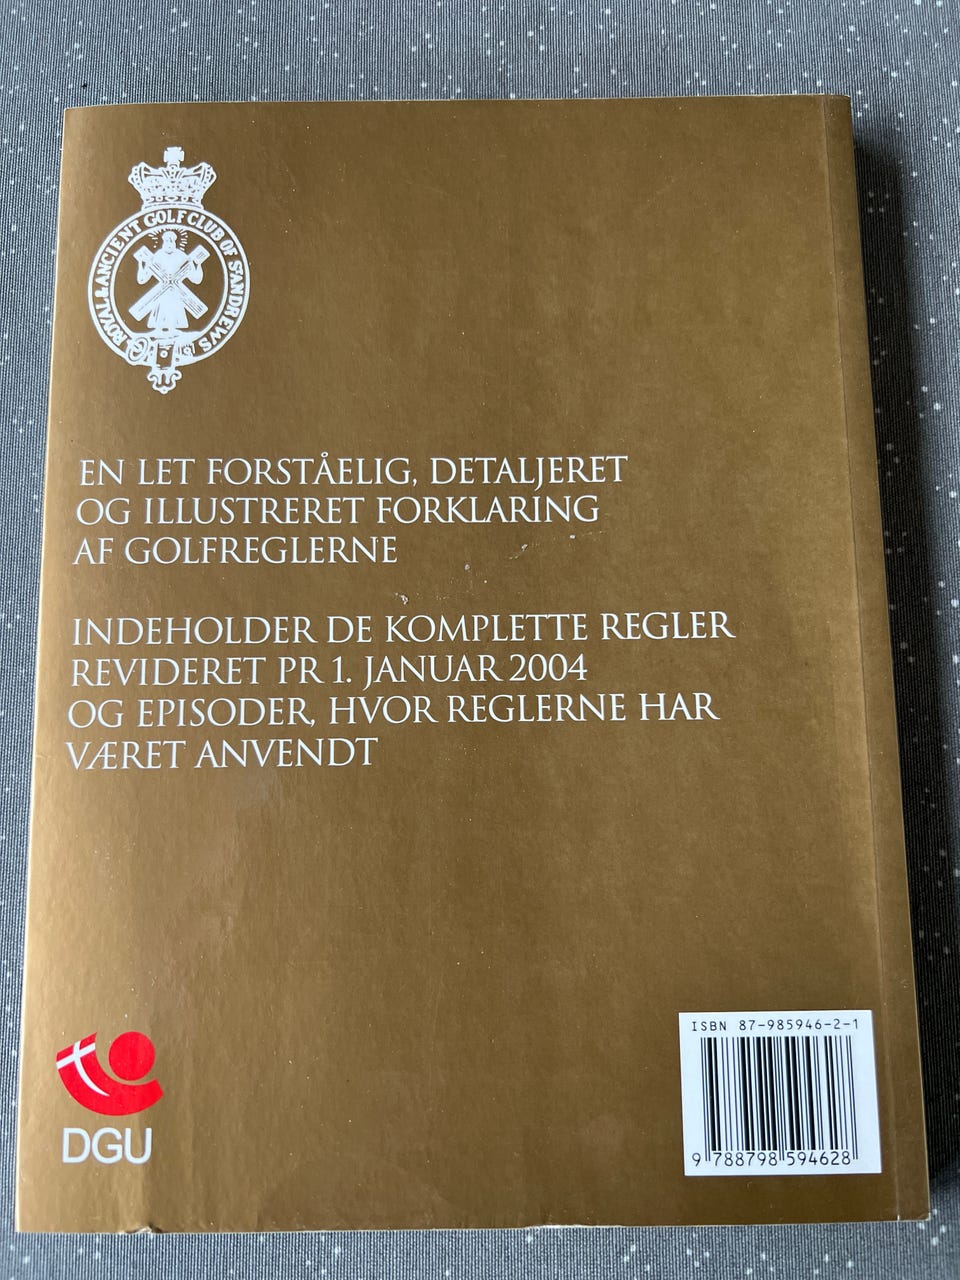 ROYAL & ANCIENT GOLF CLUB OF ST ANDREWS
EN LET FORSTÅELIG, DETALJERET
OG ILLUSTRERET FORKLARING
AF GOLFREGLERNE
INDEHOLDER DE KOMPLETTE REGLER
REVIDERET PR 1. JANUAR 2004
OG EPISODER, HVOR REGLERNE HAR
VÆRET ANVENDT
DGU
ISBN 87-985946-2-1
9 788798 594628